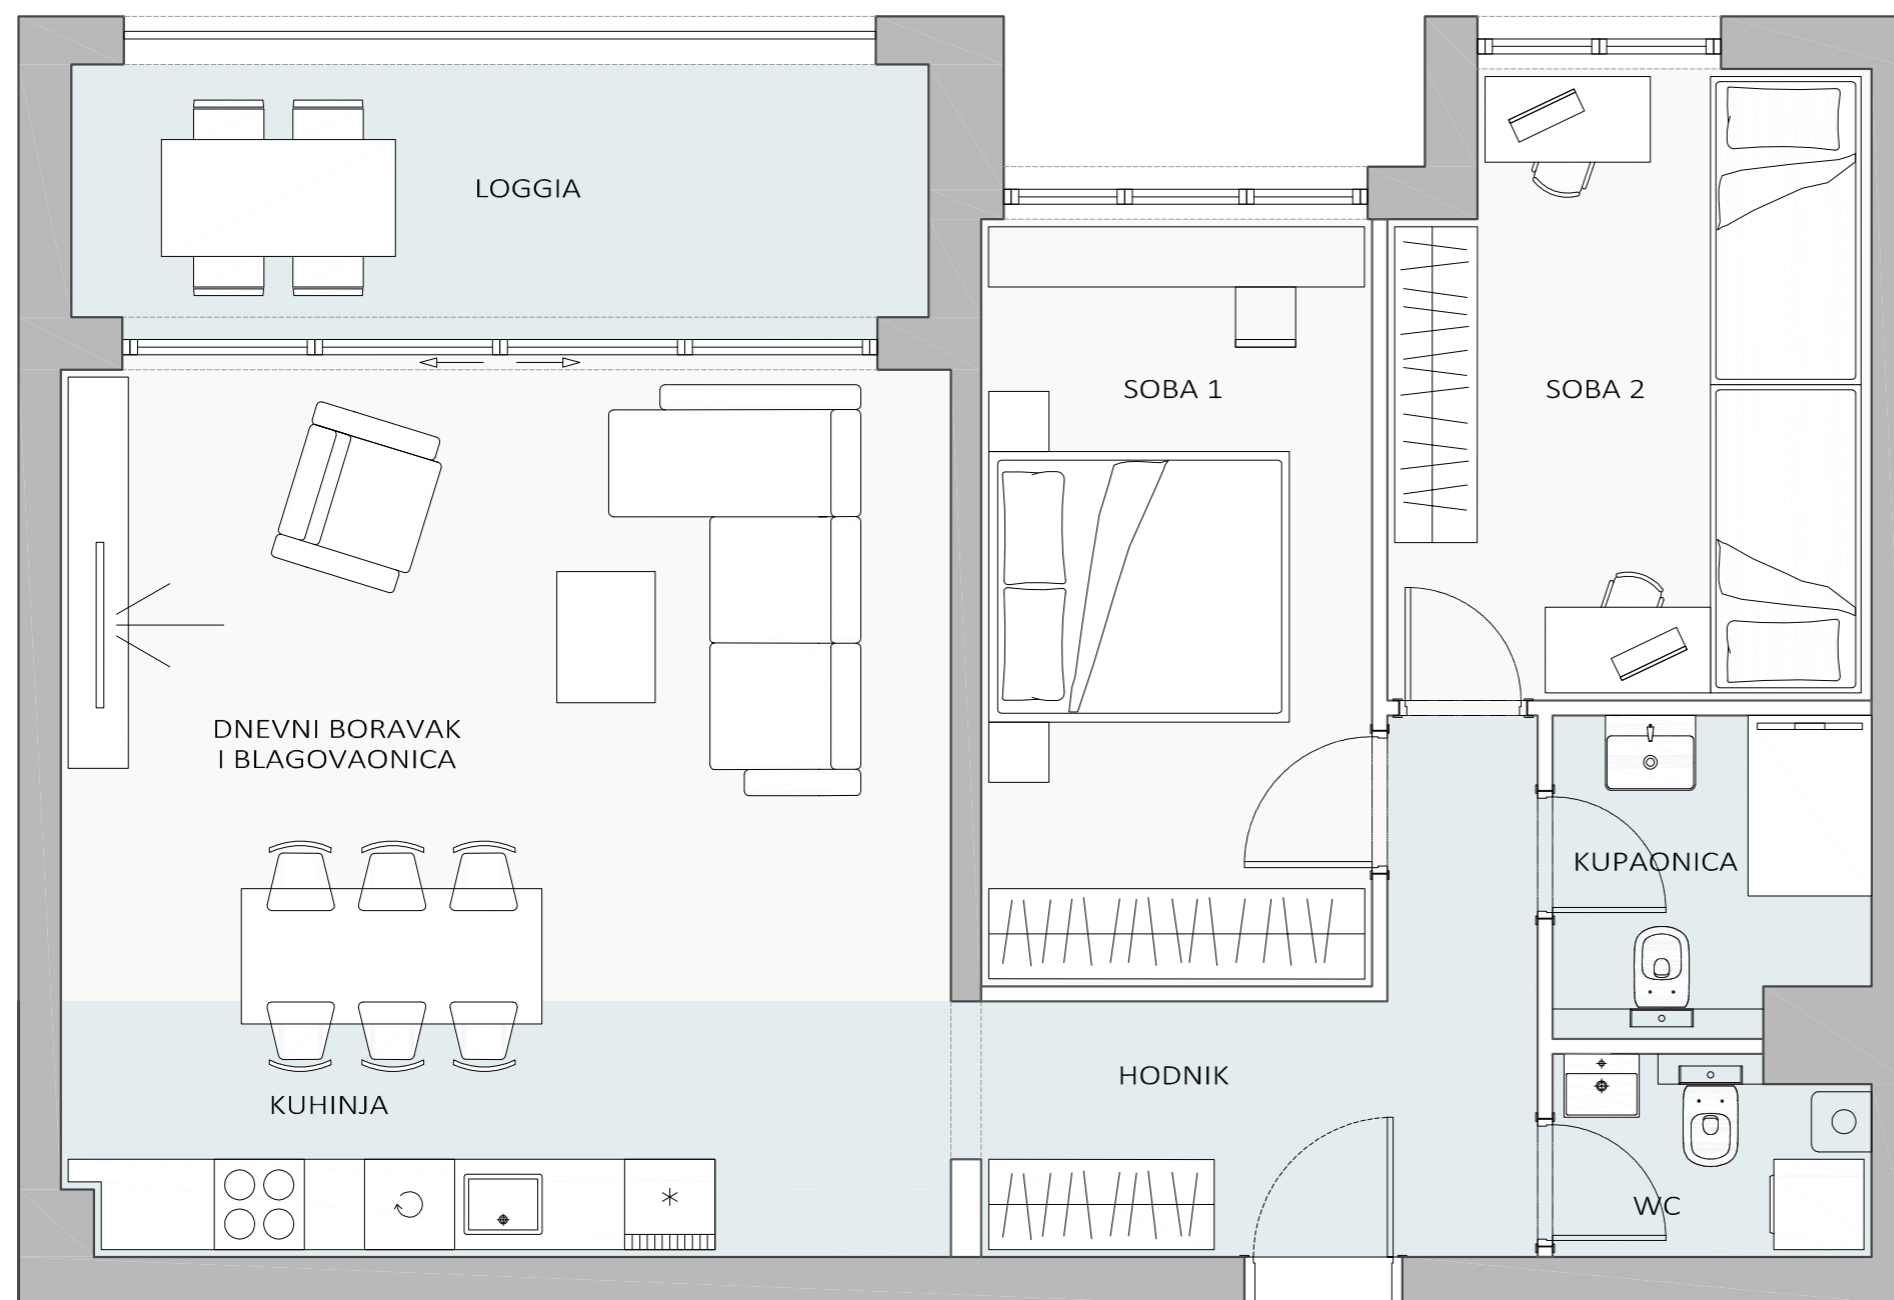 LOGGIA
SOBA 1
SOBA 2
DNEVNI BORAVAK
I BLAGOVAONICA
KUPAONICA
HODNIK
KUHINJA
WC